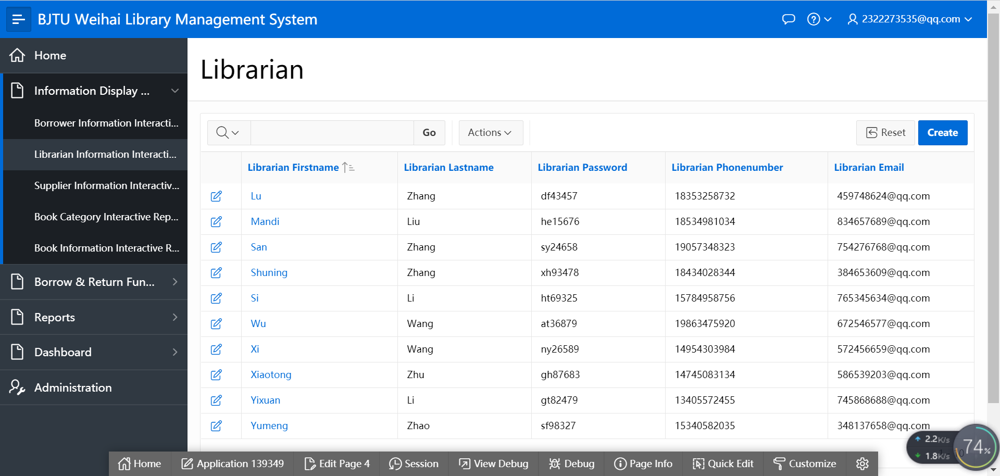 BJTU Weihai Library Management System
2322273535@qq.com
Home
Information Display ...
Borrower Information Interacti...
Librarian Information Interacti...
Supplier Information Interactiv...
Book Category Interactive Rep...
Book Information Interactive R...
Borrow & Return Fun...
Reports
Dashboard
Administration
Librarian
Go Actions Reset Create
Librarian Firstname Librarian Lastname Librarian Password Librarian Phonenumber Librarian Email
Lu Zhang df43457 18353258732 459748624@qq.com
Mandi Liu he15676 18534981034 834657689@qq.com
San Zhang sy24658 19057348323 754276768@qq.com
Shuning Zhang xh93478 18434028344 384653609@qq.com
Si Li ht69325 15784958756 765345634@qq.com
Wu Wang at36879 19863475920 672546577@qq.com
Xi Wang ny26589 14954303984 572456659@qq.com
Xiaotong Zhu gh87683 14745083134 586539203@qq.com
Yixuan Li gt82479 13405572455 745868688@qq.com
Yumeng Zhao sf98327 15340582035 348137658@qq.com
2.2K/s
1.8K/s
74%
Home Application 139349 Edit Page 4 Session View Debug Debug Page Info Quick Edit Customize